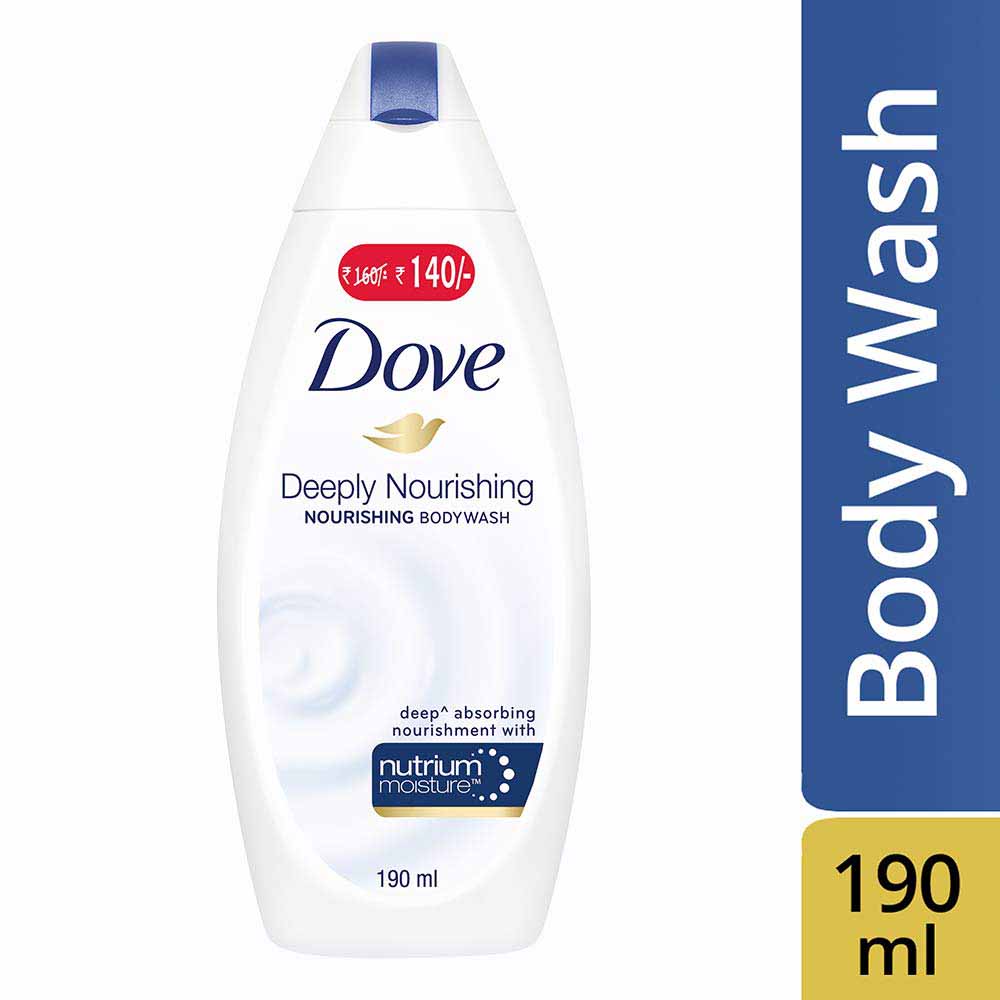 ₹ 160/- ₹ 140/-
Dove
Deeply Nourishing
NOURISHING BODYWASH
deep^ absorbing
nourishment with
nutrium
moisture™
190 ml
Body Wash
190
ml